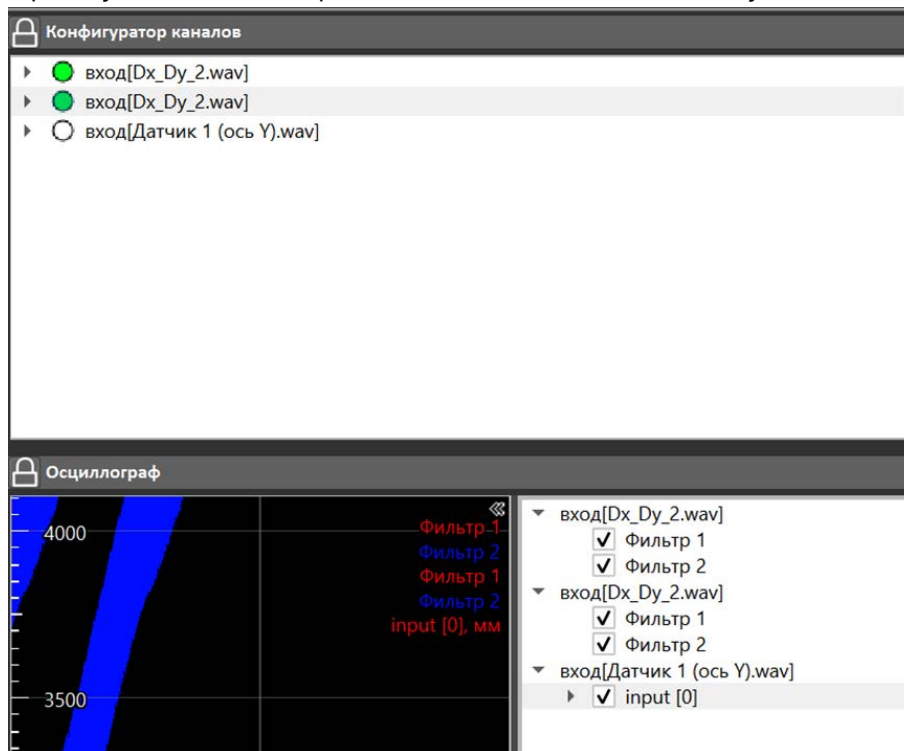 Конфигуратор каналов
вход[Dx_Dy_2.wav]
вход[Dx_Dy_2.wav]
вход[Датчик 1 (ось Y).wav]
Осциллограф
4000
3500
Фильтр 1
Фильтр 2
Фильтр 1
Фильтр 2
input [0], мм
вход[Dx_Dy_2.wav]
Фильтр 1
Фильтр 2
вход[Dx_Dy_2.wav]
Фильтр 1
Фильтр 2
вход[Датчик 1 (ось Y).wav]
input [0]